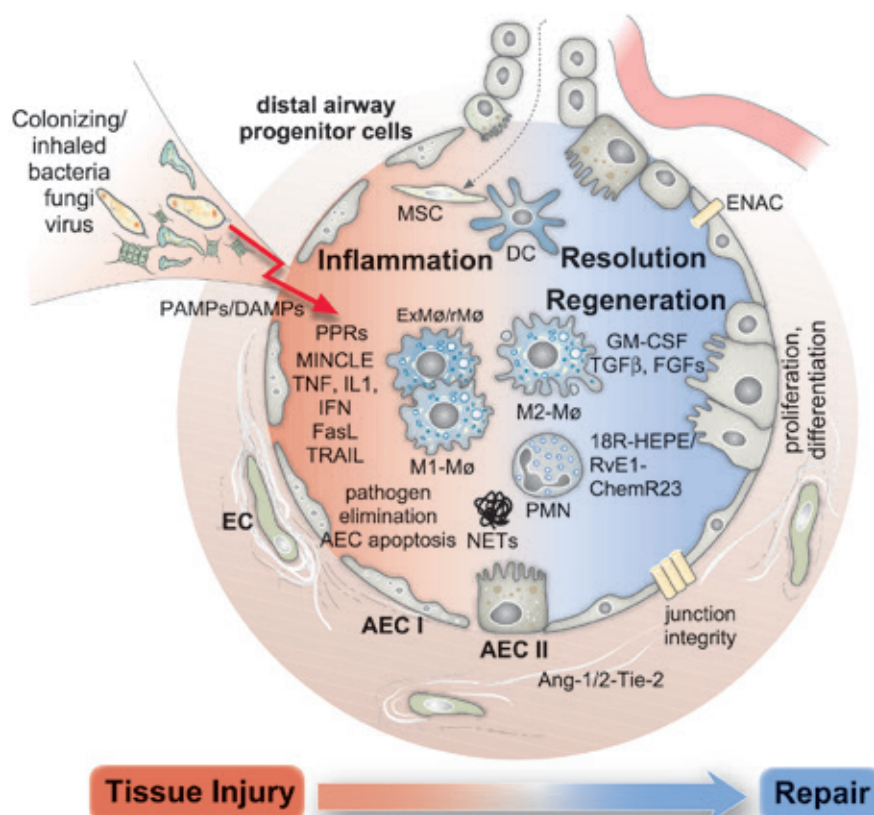 distal airway
progenitor cells
Colonizing/
inhaled
bacteria
fungi
virus
MSC
DC
ENAC
Inflammation
Resolution
Regeneration
PAMPs/DAMPs
PPRs
MINCLE
TNF, IL1,
IFN
FasL
TRAIL
ExMø/rMø
M1-Mø
M2-Mø
GM-CSF
TGFβ, FGFs
18R-HEPE/
RvE1-
ChemR23
PMN
NETs
pathogen
elimination
AEC apoptosis
proliferation,
differentiation
EC
AEC I
AEC II
junction
integrity
Ang-1/2-Tie-2
Tissue Injury
Repair